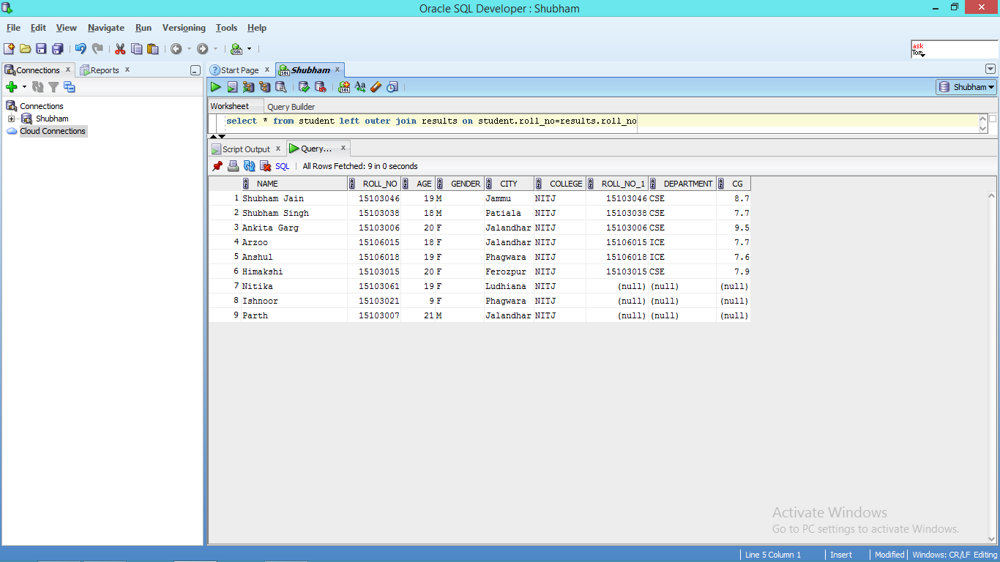 Oracle SQL Developer : Shubham
File Edit View Navigate Run Versioning Tools Help
ask
Tom
Connections x Reports x
Start Page x Shubham x
Shubham
Connections
Shubham
Cloud Connections
Worksheet Query Builder
select * from student left outer join results on student.roll_no=results.roll_no
Script Output x Query... x
SQL | All Rows Fetched: 9 in 0 seconds
NAME ROLL_NO AGE GENDER CITY COLLEGE ROLL_NO_1 DEPARTMENT CG
1 Shubham Jain 15103046 19 M Jammu NITJ 15103046 CSE 8.7
2 Shubham Singh 15103038 18 M Patiala NITJ 15103038 CSE 7.7
3 Ankita Garg 15103006 20 F Jalandhar NITJ 15103006 CSE 9.5
4 Arzoo 15106015 18 F Jalandhar NITJ 15106015 ICE 7.7
5 Anshul 15106018 19 F Phagwara NITJ 15106018 ICE 7.6
6 Himakshi 15103015 20 F Ferozpur NITJ 15103015 CSE 7.9
7 Nitika 15103061 19 F Ludhiana NITJ (null) (null) (null)
8 Ishnoor 15103021 9 F Phagwara NITJ (null) (null) (null)
9 Parth 15103007 21 M Jalandhar NITJ (null) (null) (null)
Activate Windows
Go to PC settings to activate Windows.
Line 5 Column 1 | Insert | Modified | Windows: CR/LF Editing